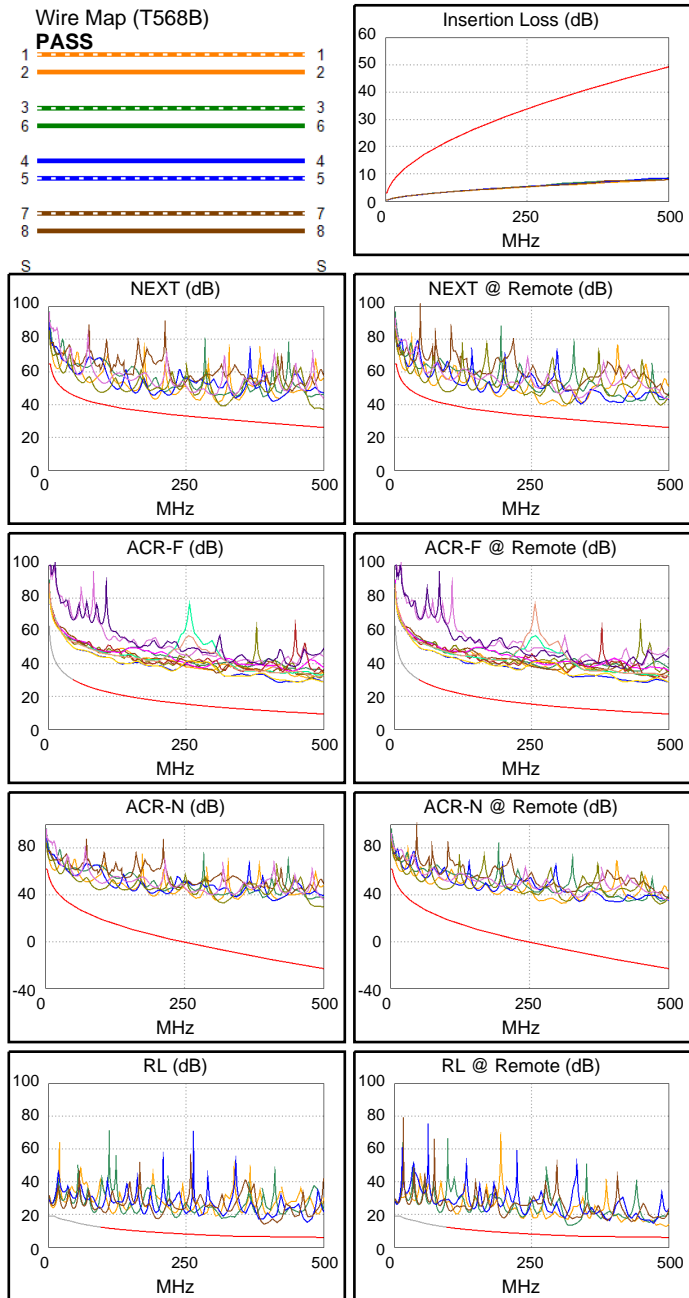 Wire Map (T568B)
PASS
1 1
2 2
3 3
6 6
4 4
5 5
7 7
8 8
S S
Insertion Loss (dB)
60
50
40
30
20
10
0
0 250 500
MHz
NEXT (dB)
100
80
60
40
20
0
0 250 500
MHz
NEXT @ Remote (dB)
100
80
60
40
20
0
0 250 500
MHz
ACR-F (dB)
100
80
60
40
20
0
0 250 500
MHz
ACR-F @ Remote (dB)
100
80
60
40
20
0
0 250 500
MHz
ACR-N (dB)
80
40
0
-40
0 250 500
MHz
ACR-N @ Remote (dB)
80
40
0
-40
0 250 500
MHz
RL (dB)
100
80
60
40
20
0
0 250 500
MHz
RL @ Remote (dB)
100
80
60
40
20
0
0 250 500
MHz